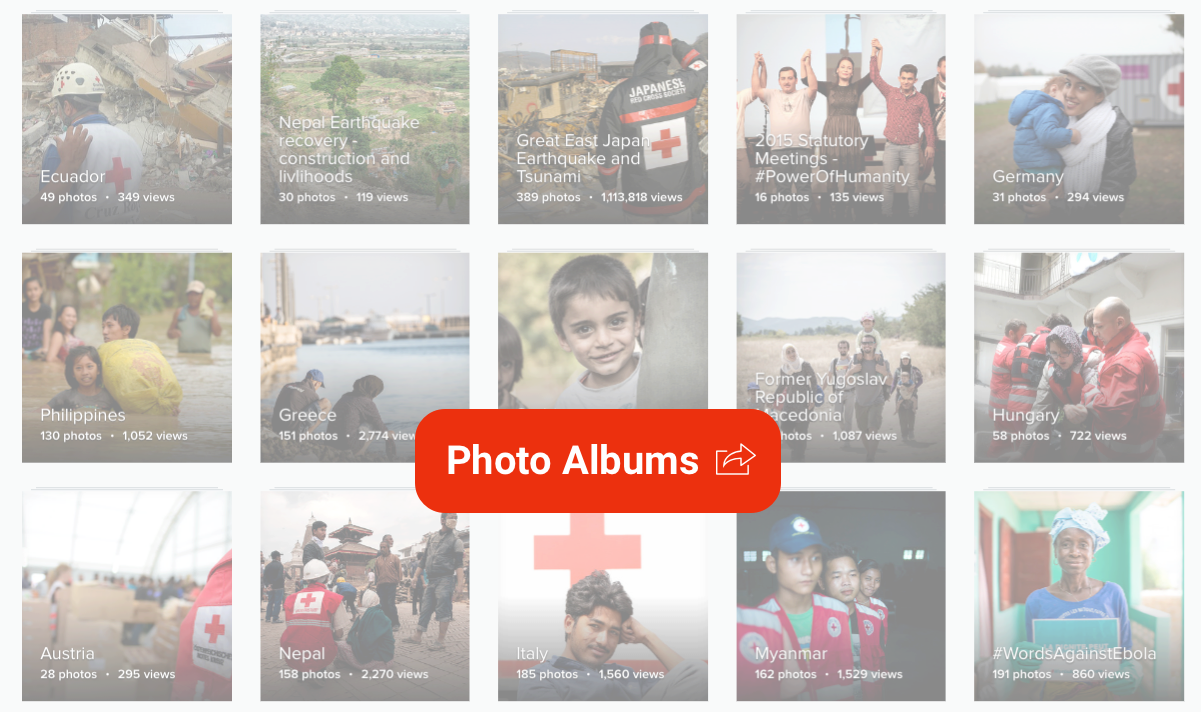 JAPANESE
RED CROSS SOCIETY
Ecuador
49 photos • 349 views
Nepal Earthquake
recovery -
construction and
livlihoods
30 photos • 119 views
Great East Japan
Earthquake and
Tsunami
389 photos • 1,113,818 views
2015 Statutory
Meetings -
#PowerOfHumanity
16 photos • 135 views
Germany
31 photos • 294 views
Philippines
130 photos • 1,052 views
Greece
151 photos • 2,774 view
Former Yugoslav
Republic of
Macedonia
photos • 1,087 views
Hungary
58 photos • 722 views
Photo Albums
Austria
28 photos • 295 views
Nepal
158 photos • 2,270 views
Italy
185 photos • 1,560 views
Myanmar
162 photos • 1,529 views
#WordsAgainstEbola
191 photos • 860 views